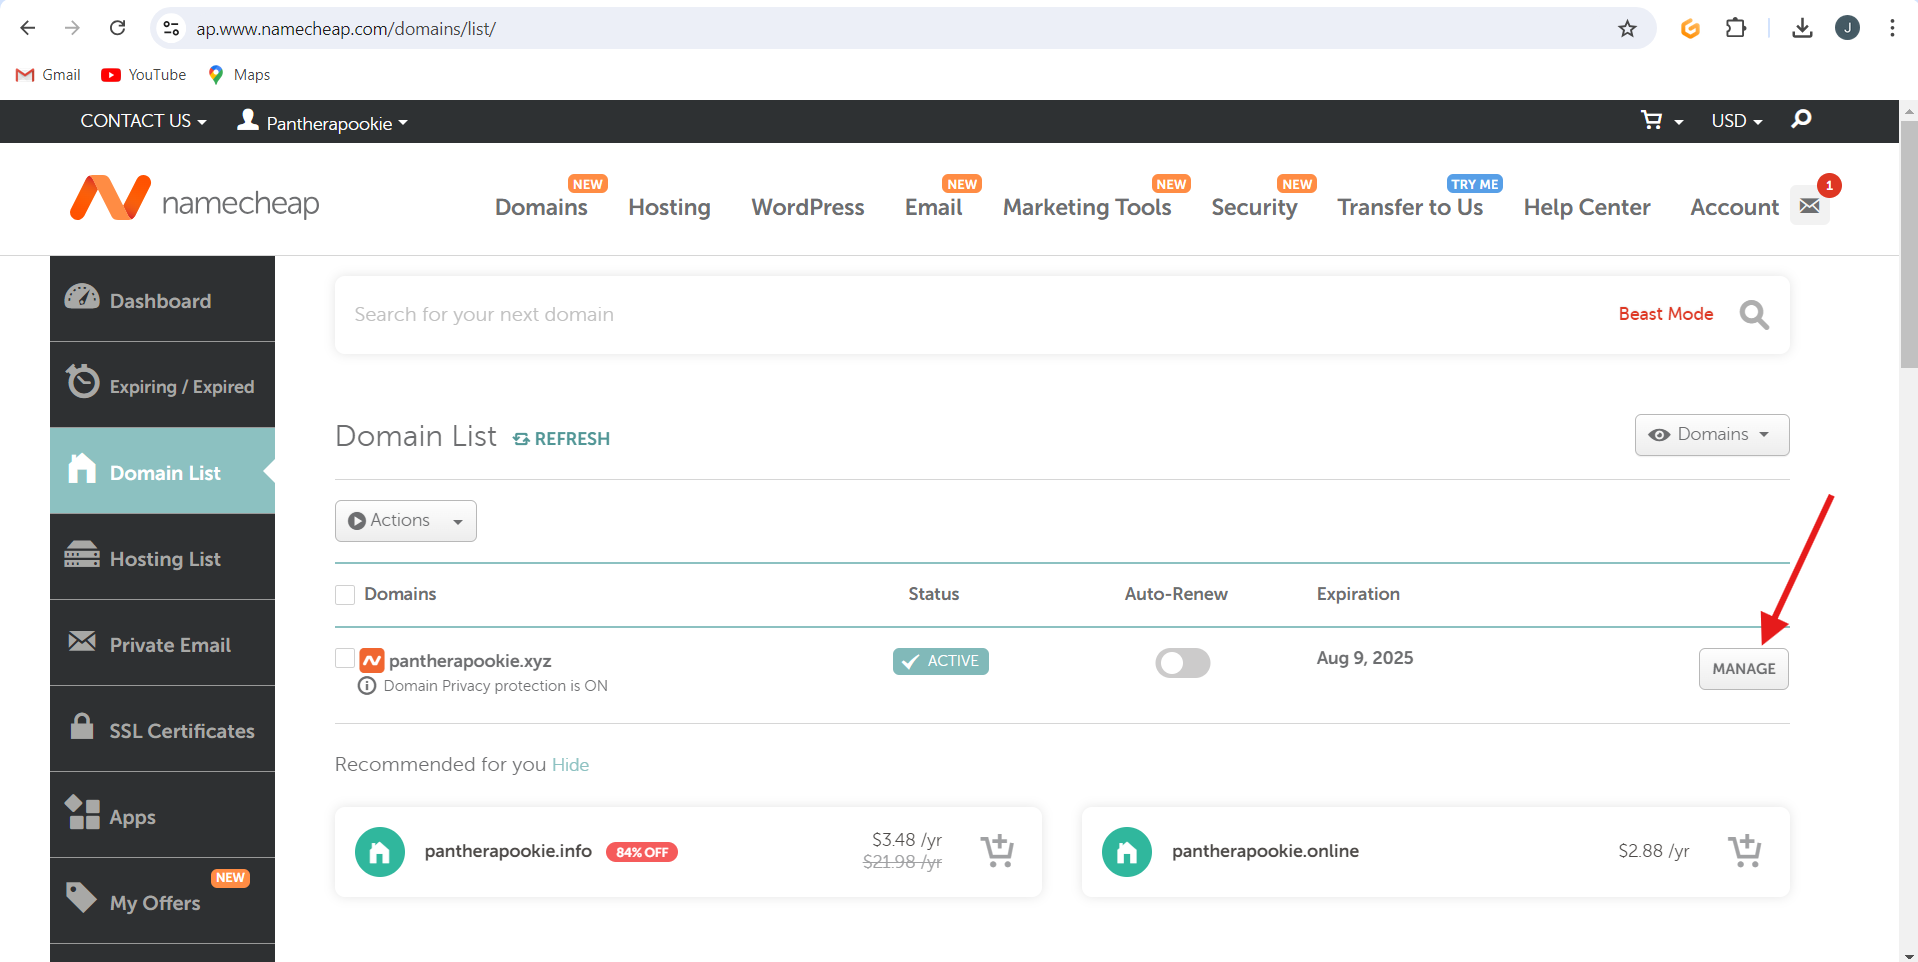 ap.www.namecheap.com/domains/list/
J
Gmail YouTube Maps
CONTACT US Pantherapookie USD
namecheap
NEW NEW NEW NEW TRY ME 1
Domains Hosting WordPress Email Marketing Tools Security Transfer to Us Help Center Account
Dashboard
Expiring / Expired
Domain List
Hosting List
Private Email
SSL Certificates
Apps
NEW
My Offers
Search for your next domain Beast Mode
Domain List REFRESH Domains
Actions
Domains Status Auto-Renew Expiration
pantherapookie.xyz ACTIVE Aug 9, 2025 MANAGE
Domain Privacy protection is ON
Recommended for you Hide
pantherapookie.info 84% OFF $3.48 /yr
$21.98 /yr
pantherapookie.online $2.88 /yr